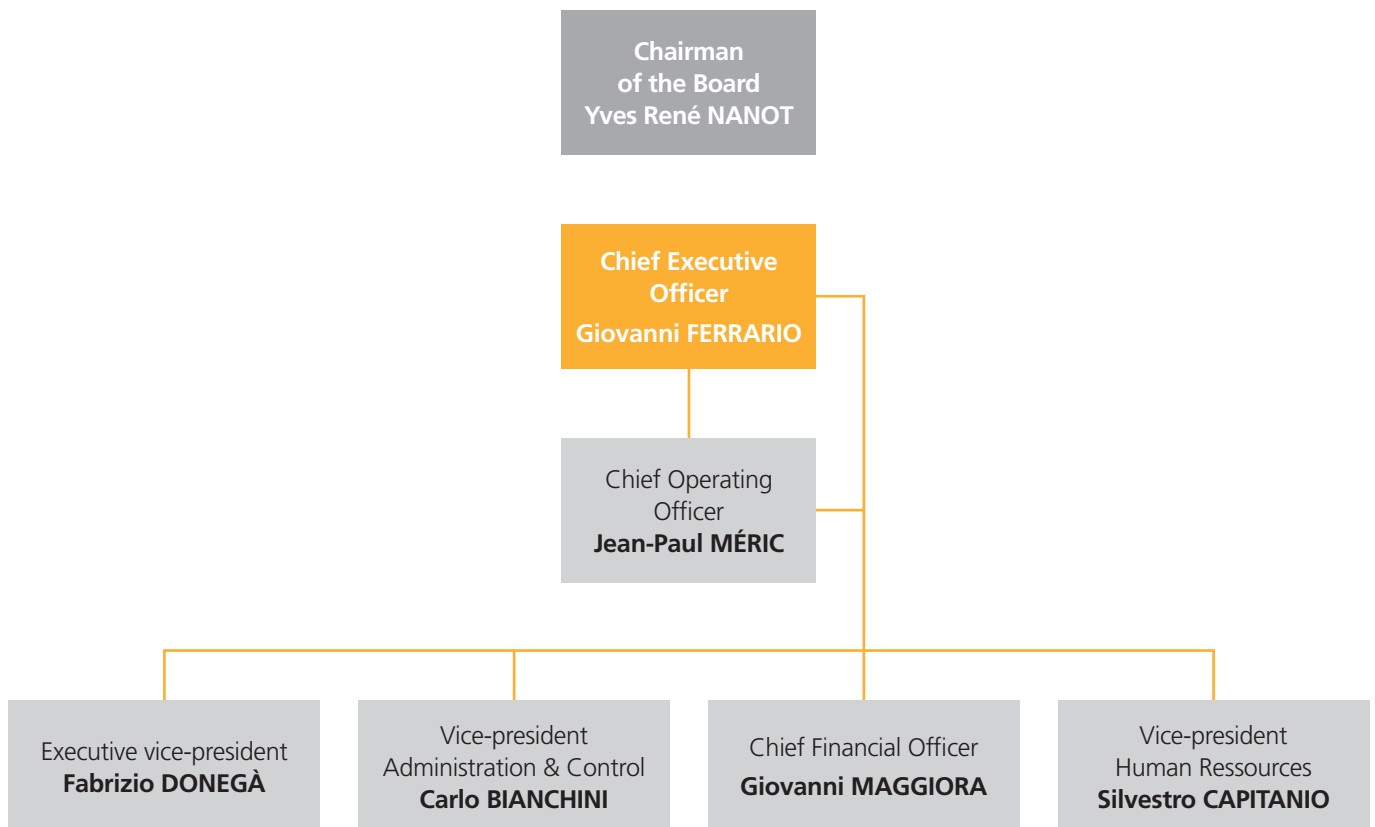 Chairman
of the Board
Yves René NANOT
Chief Executive
Officer
Giovanni FERRARIO
Chief Operating
Officer
Jean-Paul MÉRIC
Executive vice-president
Fabrizio DONEGÀ
Vice-president
Administration & Control
Carlo BIANCHINI
Chief Financial Officer
Giovanni MAGGIORA
Vice-president
Human Ressources
Silvestro CAPITANIO